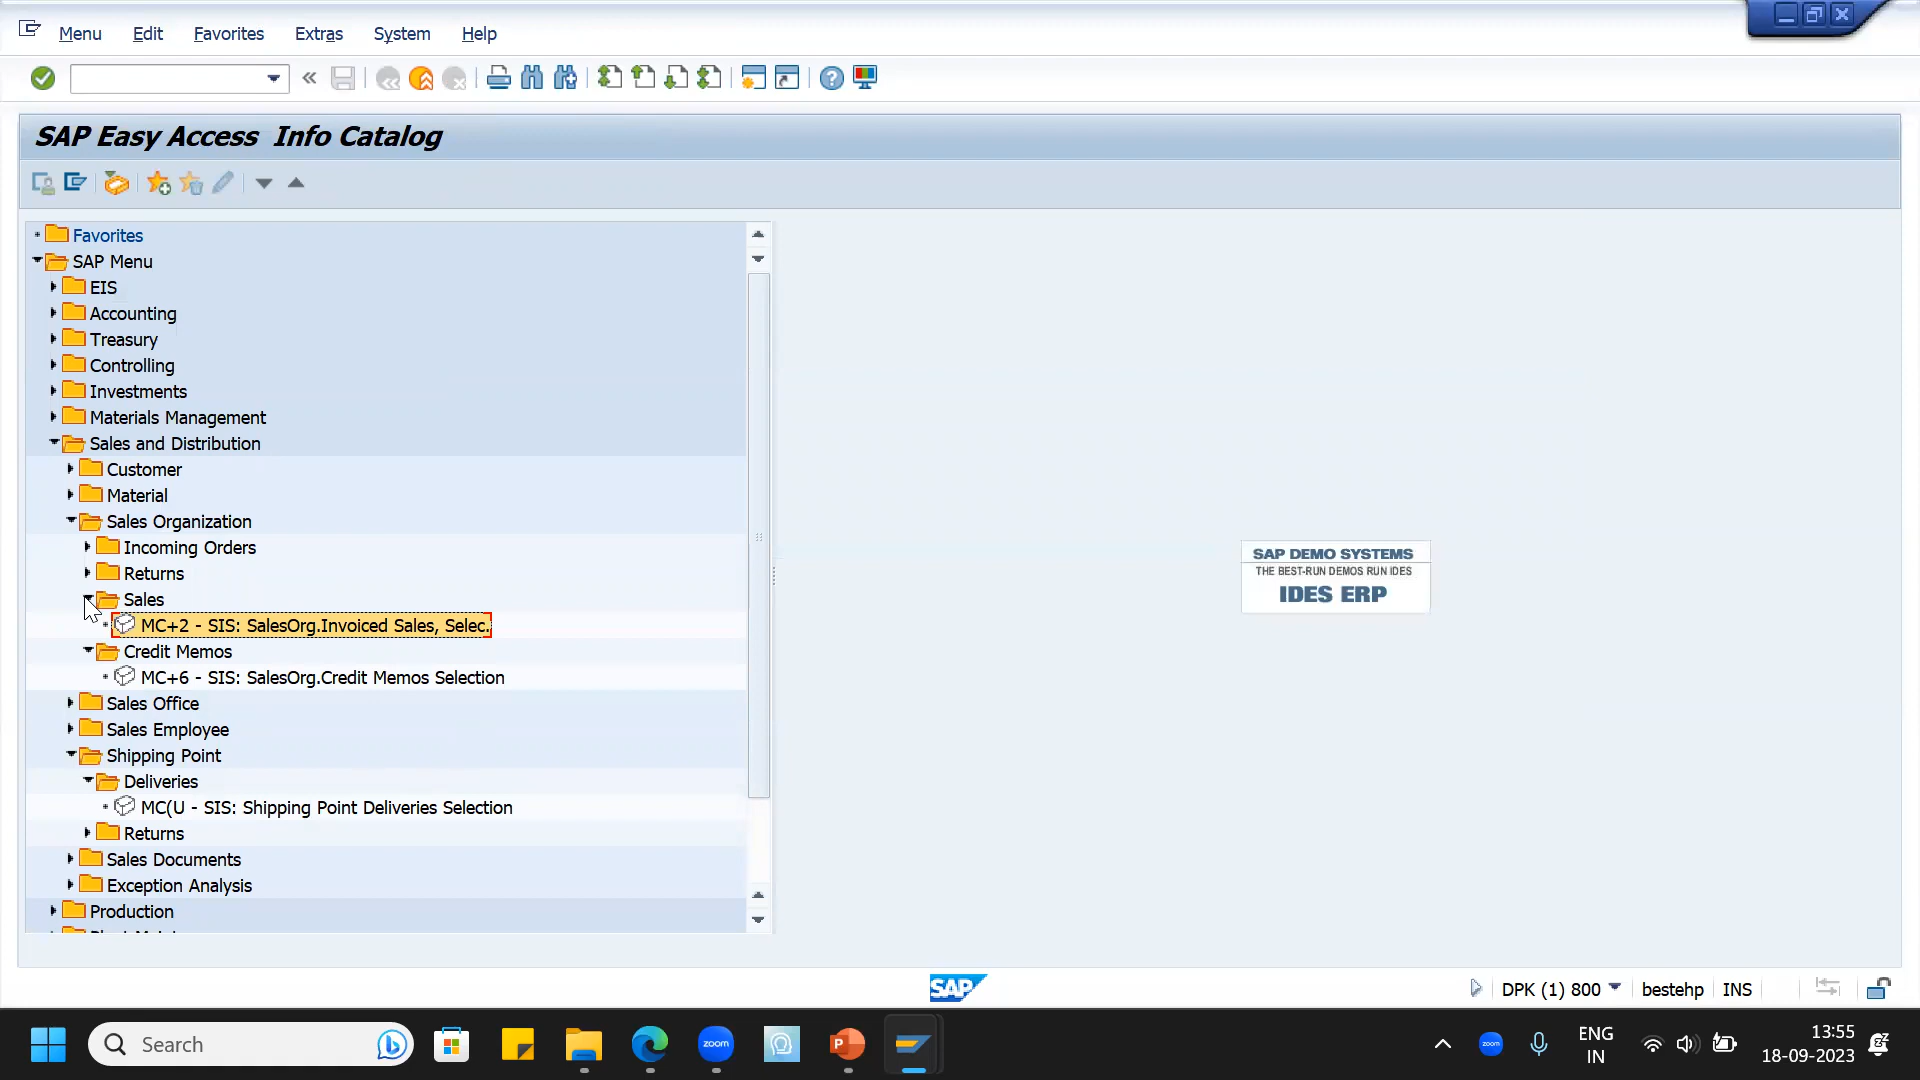 Menu Edit Favorites Extras System Help
SAP Easy Access Info Catalog
Favorites
SAP Menu
EIS
Accounting
Treasury
Controlling
Investments
Materials Management
Sales and Distribution
Customer
Material
Sales Organization
Incoming Orders
Returns
Sales
MC+2 - SIS: SalesOrg.Invoiced Sales, Selec.
Credit Memos
MC+6 - SIS: SalesOrg.Credit Memos Selection
Sales Office
Sales Employee
Shipping Point
Deliveries
MC(U - SIS: Shipping Point Deliveries Selection
Returns
Sales Documents
Exception Analysis
Production
SAP DEMO SYSTEMS
THE BEST-RUN DEMOS RUN IDES
IDES ERP
SAP
DPK (1) 800 bestehp INS
Search
zoom
P
zoom
ENG
IN
13:55
18-09-2023